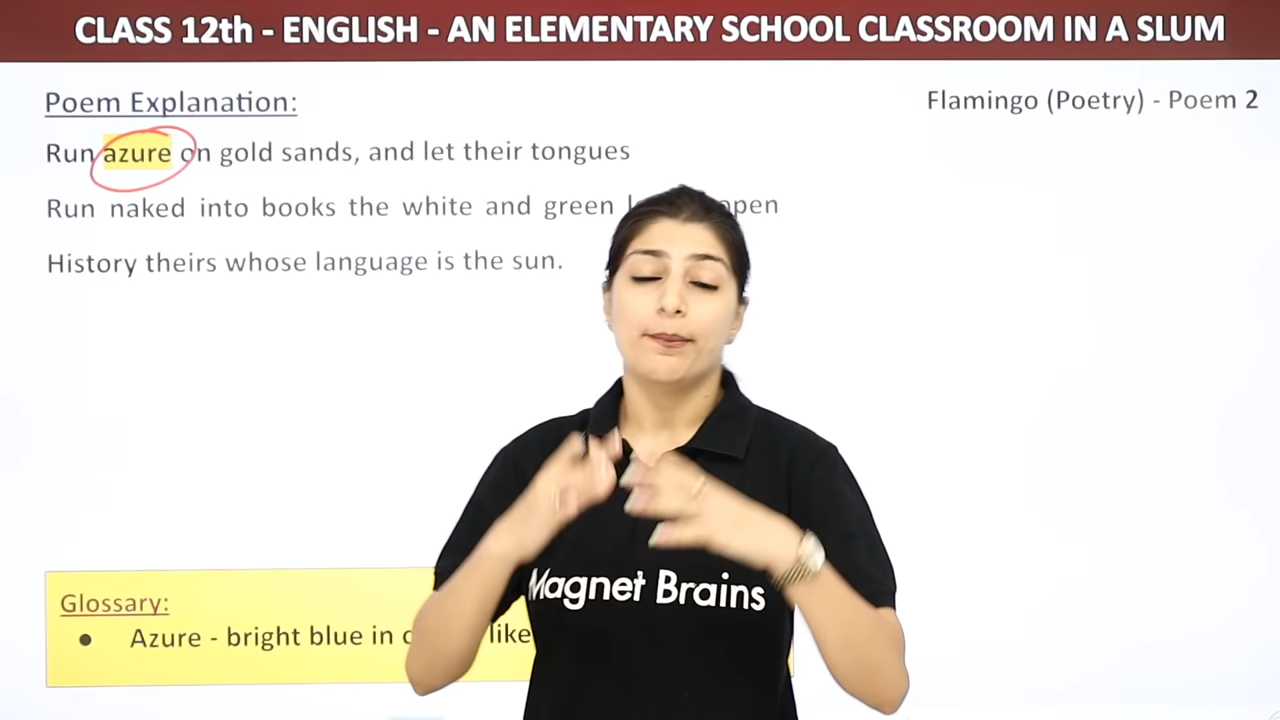 CLASS 12th - ENGLISH - AN ELEMENTARY SCHOOL CLASSROOM IN A SLUM
Poem Explanation:
Flamingo (Poetry) - Poem 2
Run azure on gold sands, and let their tongues
Run naked into books the white and green
History theirs whose language is the sun.
Magnet Brains
Glossary:
● Azure - bright blue in like